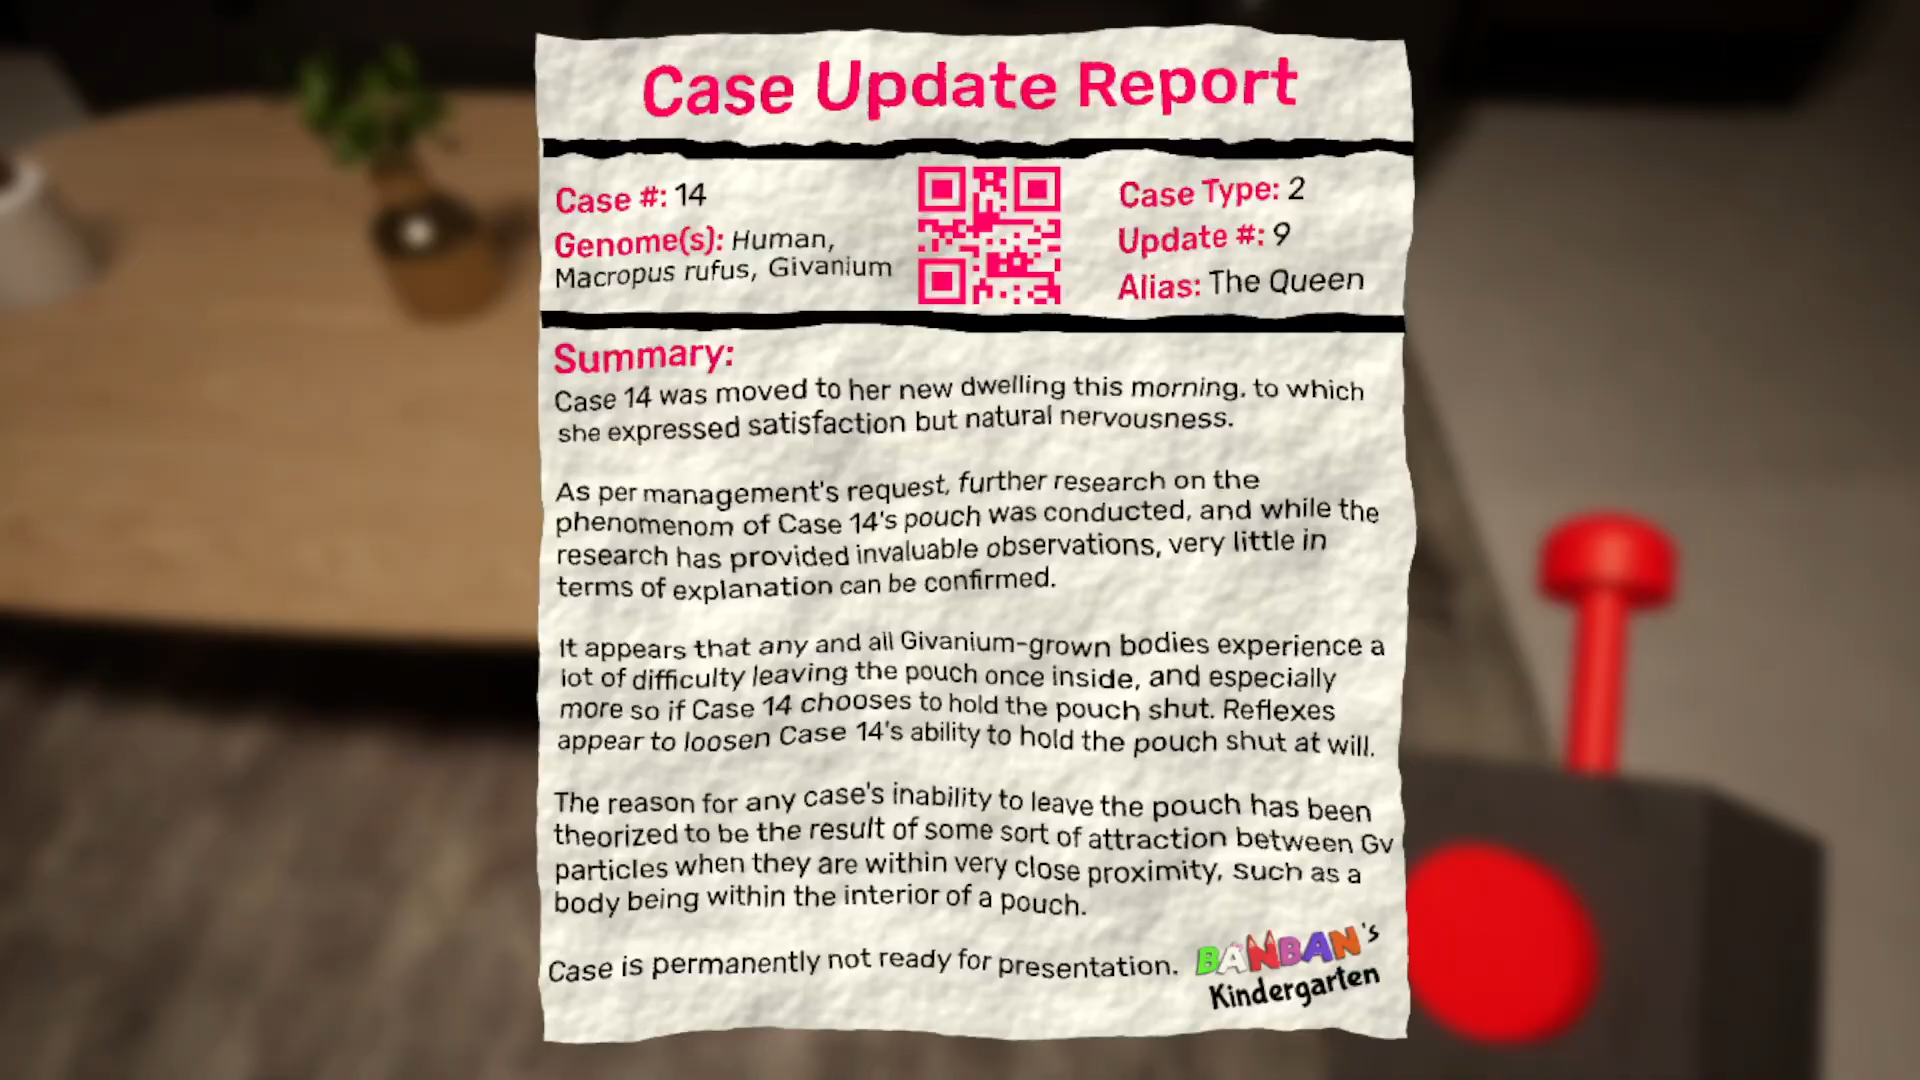 Case Update Report
Case #: 14
Genome(s): Human,
Macropus rufus, Givanium
Case Type: 2
Update #: 9
Alias: The Queen
Summary:
Case 14 was moved to her new dwelling this morning, to which
she expressed satisfaction but natural nervousness.
As per management's request, further research on the
phenomenom of Case 14's pouch was conducted, and while the
research has provided invaluable observations, very little in
terms of explanation can be confirmed.
It appears that any and all Givanium-grown bodies experience a
lot of difficulty leaving the pouch once inside, and especially
more so if Case 14 chooses to hold the pouch shut. Reflexes
appear to loosen Case 14's ability to hold the pouch shut at will.
The reason for any case's inability to leave the pouch has been
theorized to be the result of some sort of attraction between Gv
particles when they are within very close proximity, such as a
body being within the interior of a pouch.
Case is permanently not ready for presentation.
BANBAN's
Kindergarten